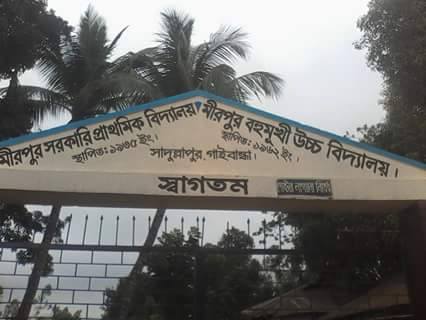 মীরপুর সরকারি প্রাথমিক বিদ্যালয়
স্থাপিত: ১৯৩৫ ইং।
মীরপুর বহুমুখী উচ্চ বিদ্যালয়।
স্থাপিত: ১৯৬২ ইং।
সাদুল্লাপুর, গাইবান্ধা।
স্বাগতম